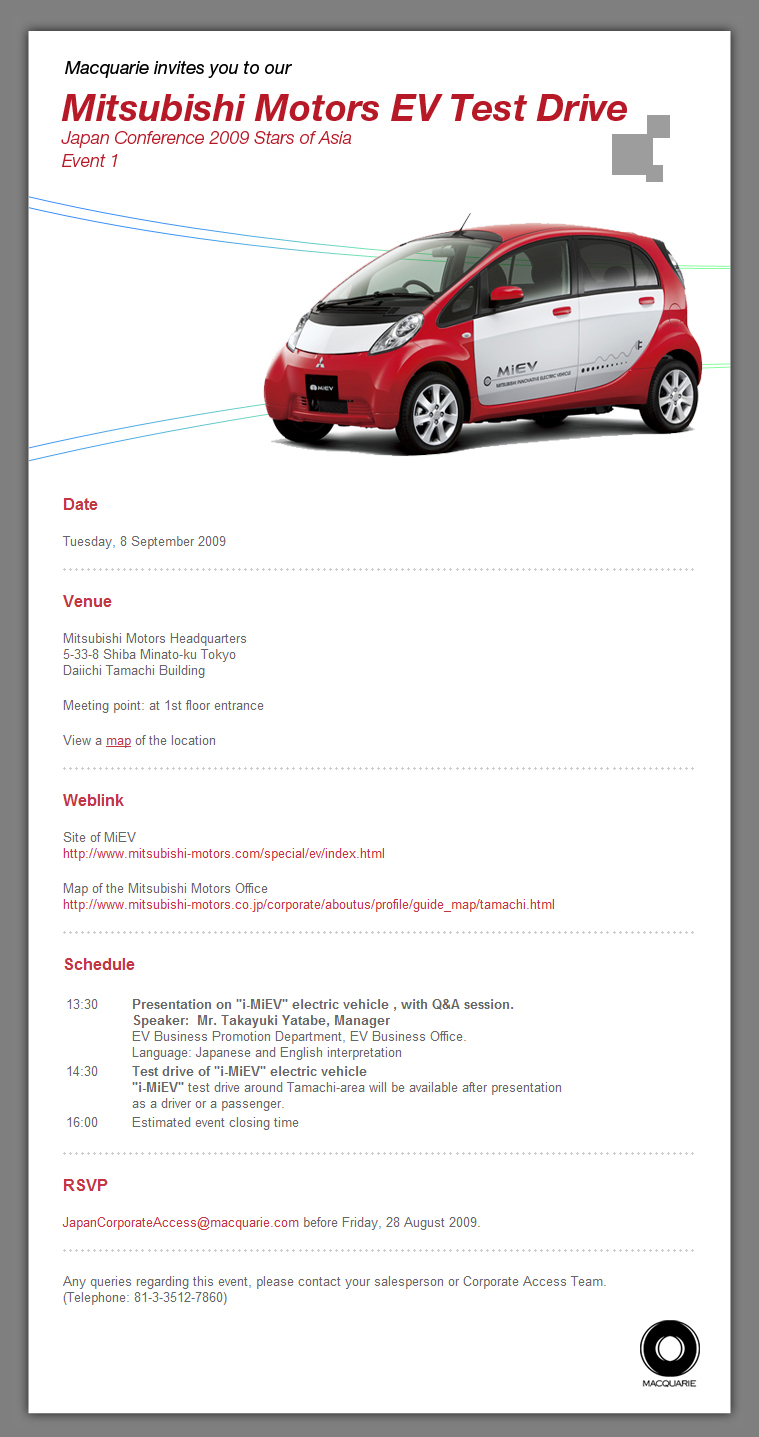 Macquarie invites you to our
Mitsubishi Motors EV Test Drive
Japan Conference 2009 Stars of Asia
Event 1
MiEV
MITSUBISHI INNOVATIVE ELECTRIC VEHICLE
MiEV
Date
Tuesday, 8 September 2009
Venue
Mitsubishi Motors Headquarters
5-33-8 Shiba Minato-ku Tokyo
Daiichi Tamachi Building
Meeting point: at 1st floor entrance
View a map of the location
Weblink
Site of MiEV
http://www.mitsubishi-motors.com/special/ev/index.html
Map of the Mitsubishi Motors Office
http://www.mitsubishi-motors.co.jp/corporate/aboutus/profile/guide_map/tamachi.html
Schedule
13:30 Presentation on "i-MiEV" electric vehicle , with Q&A session.
Speaker:  Mr. Takayuki Yatabe, Manager
EV Business Promotion Department, EV Business Office.
Language: Japanese and English interpretation
14:30 Test drive of "i-MiEV" electric vehicle
"i-MiEV" test drive around Tamachi-area will be available after presentation
as a driver or a passenger.
16:00 Estimated event closing time
RSVP
JapanCorporateAccess@macquarie.com before Friday, 28 August 2009.
Any queries regarding this event, please contact your salesperson or Corporate Access Team.
(Telephone: 81-3-3512-7860)
MACQUARIE